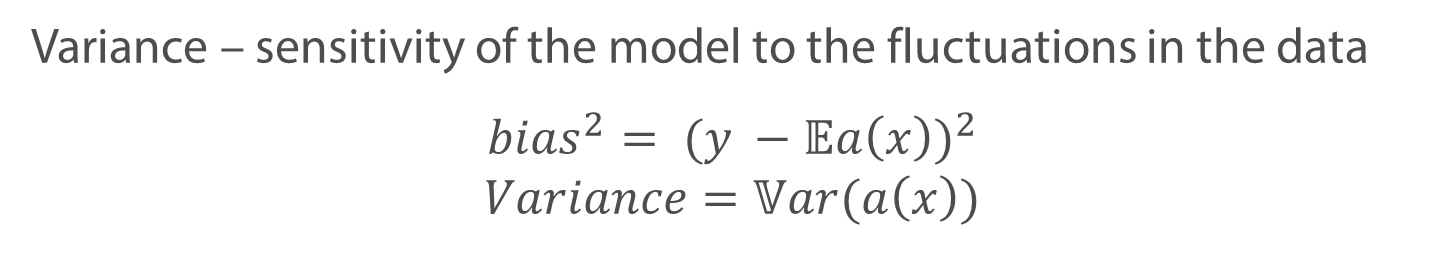 Variance – sensitivity of the model to the fluctuations in the data
bias² = (y − 𝔼a(x))²
Variance = 𝕍ar(a(x))